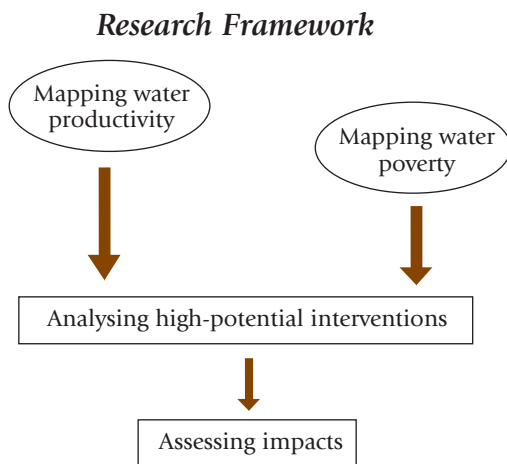 Research Framework
Mapping water
productivity
Mapping water
poverty
Analysing high-potential interventions
Assessing impacts